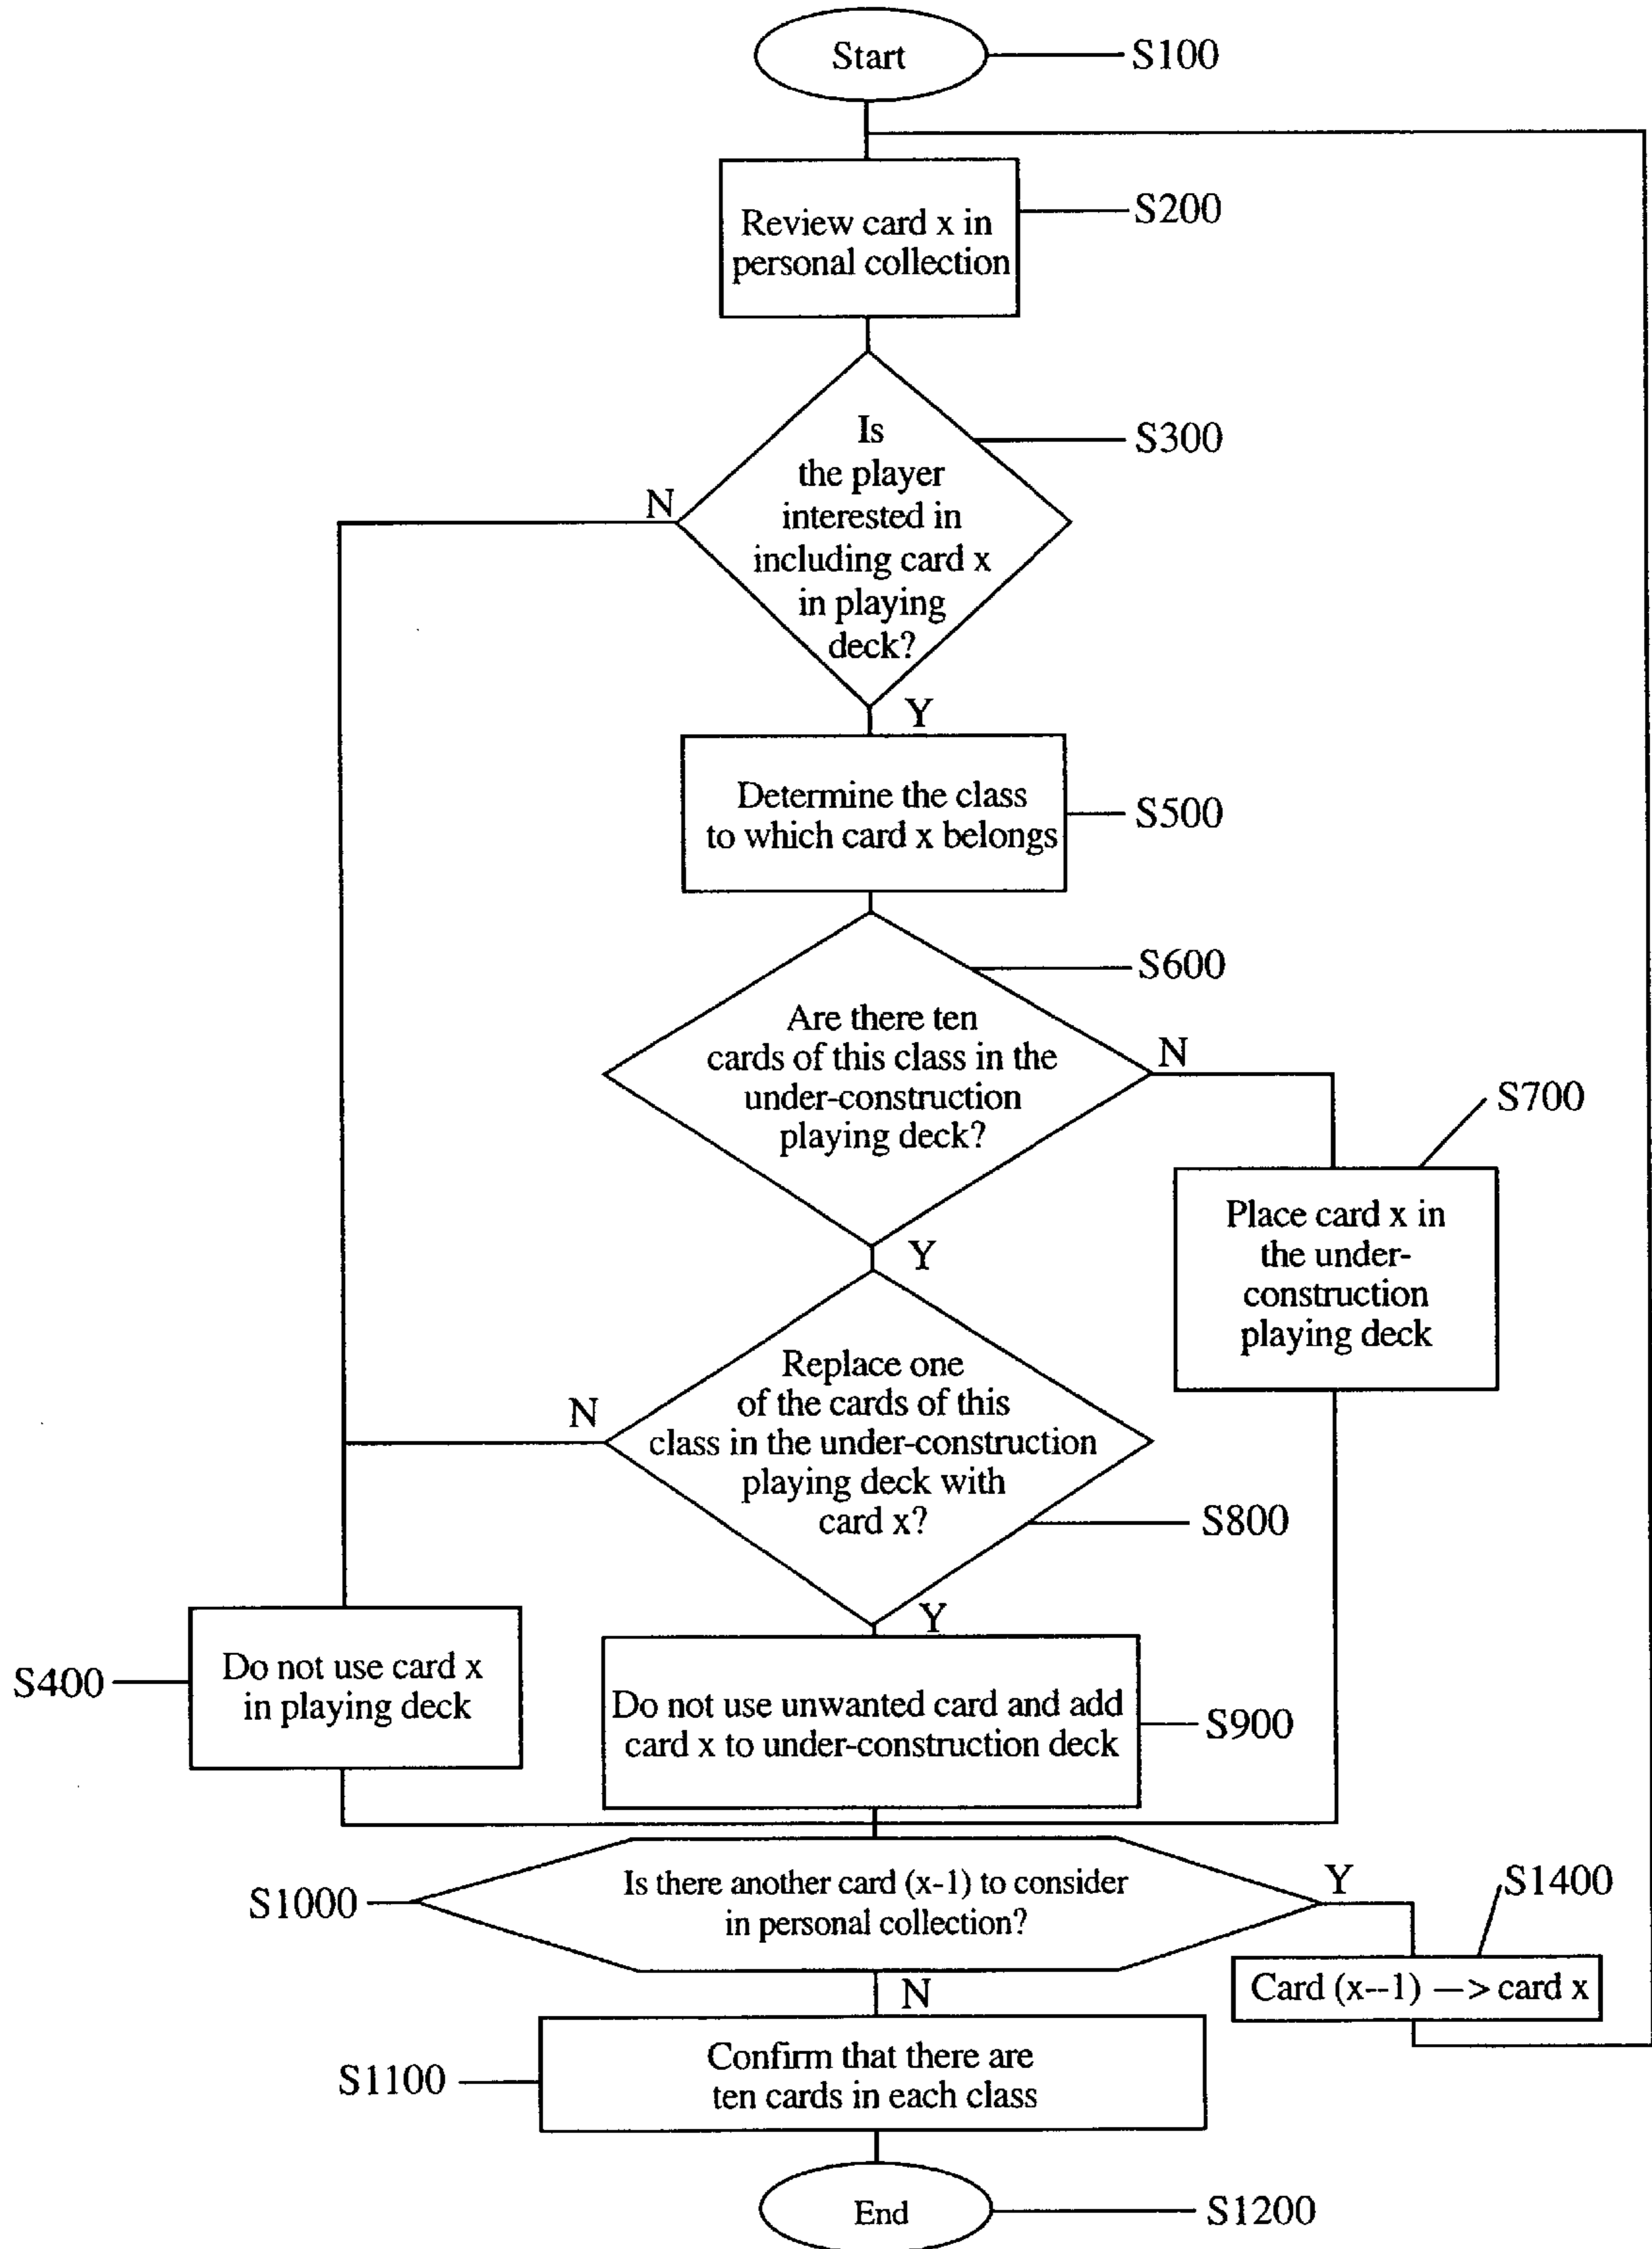 Start
S100
Review card x in
personal collection
S200
Is
the player
interested in
including card x
in playing
deck?
S300
N
Y
Determine the class
to which card x belongs
S500
Are there ten
cards of this class in the
under-construction
playing deck?
S600
N
Y
S700
Place card x in
the under-
construction
playing deck
Replace one
of the cards of this
class in the under-construction
playing deck with
card x?
S800
N
Y
S400
Do not use card x
in playing deck
Do not use unwanted card and add
card x to under-construction deck
S900
S1000
Is there another card (x-1) to consider
in personal collection?
Y
N
S1400
Card (x--1) —> card x
S1100
Confirm that there are
ten cards in each class
End
S1200